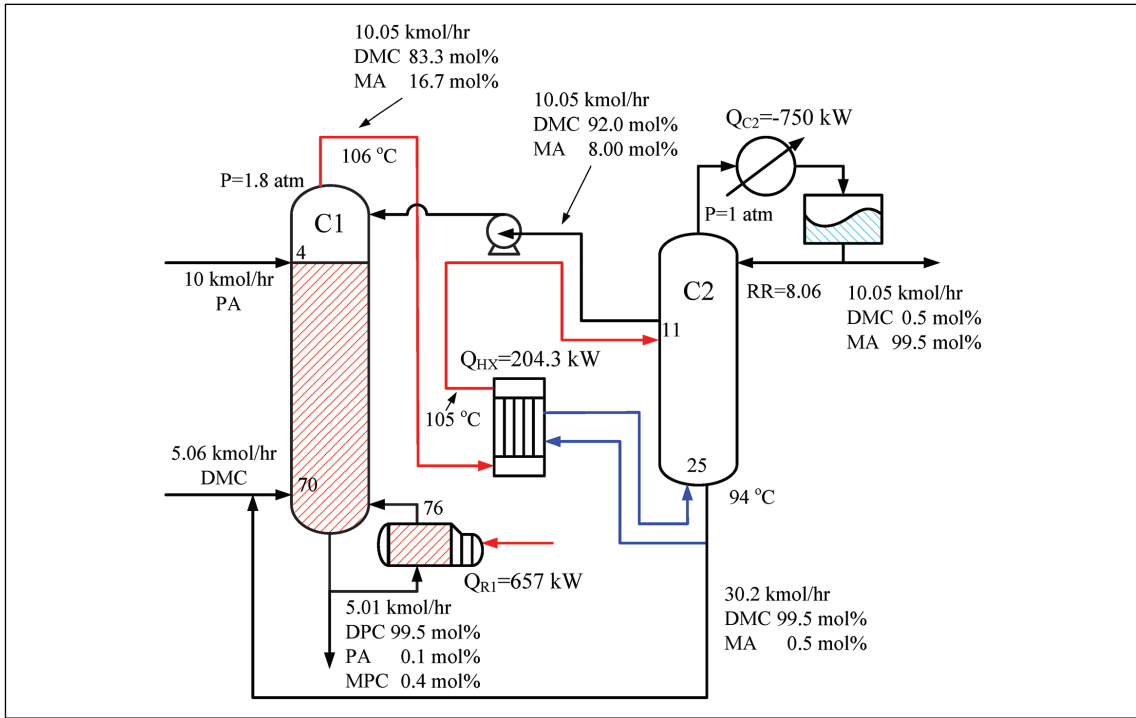 10.05 kmol/hr
DMC 83.3 mol%
MA 16.7 mol%
10.05 kmol/hr
DMC 92.0 mol%
MA 8.00 mol%
Q_C2=-750 kW
106 °C
P=1.8 atm
P=1 atm
C1
4
10 kmol/hr
PA
C2
RR=8.06
10.05 kmol/hr
DMC 0.5 mol%
MA 99.5 mol%
11
Q_HX=204.3 kW
105 °C
5.06 kmol/hr
DMC
70
25
94 °C
76
Q_R1=657 kW
5.01 kmol/hr
DPC 99.5 mol%
PA 0.1 mol%
MPC 0.4 mol%
30.2 kmol/hr
DMC 99.5 mol%
MA 0.5 mol%